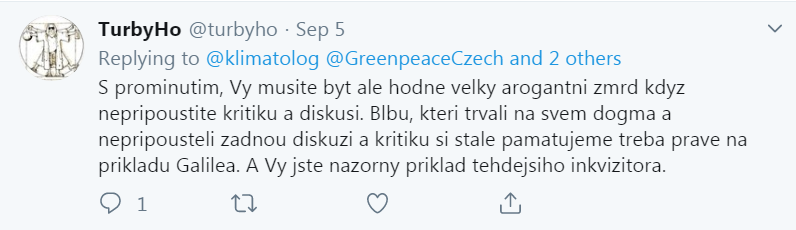 TurbyHo @turbyho · Sep 5
Replying to @klimatolog @GreenpeaceCzech and 2 others
S prominutim, Vy musite byt ale hodne velky arogantni zmrd kdyz
nepripoustite kritiku a diskusi. Blbu, kteri trvali na svem dogma a
nepripousteli zadnou diskuzi a kritiku si stale pamatujeme treba prave na
prikladu Galilea. A Vy jste nazorny priklad tehdejsiho inkvizitora.
1